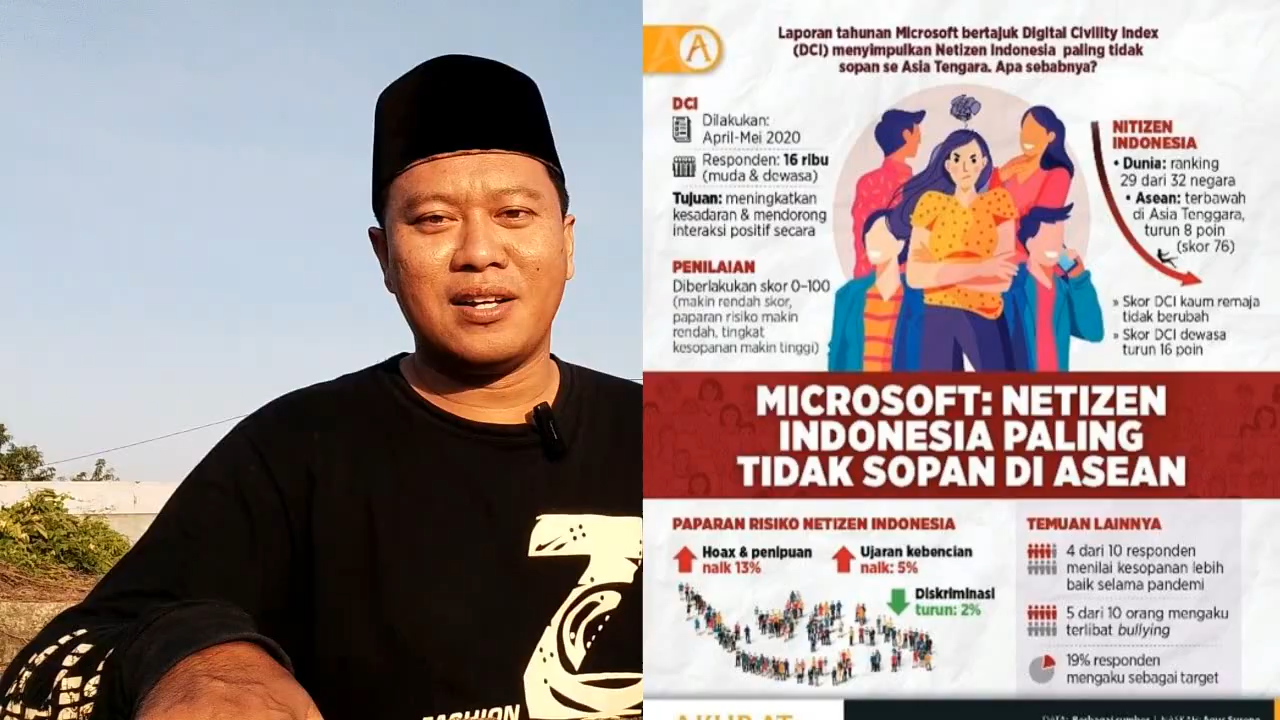 Laporan tahunan Microsoft bertajuk Digital Civility Index
(DCI) menyimpulkan Netizen Indonesia paling tidak
sopan se Asia Tengara. Apa sebabnya?
A
DCI
Dilakukan:
April-Mei 2020
Responden: 16 ribu
(muda & dewasa)
Tujuan: meningkatkan
kesadaran & mendorong
interaksi positif secara
PENILAIAN
Diberlakukan skor 0-100
(makin rendah skor,
paparan risiko makin
rendah, tingkat
kesopanan makin tinggi)
NITIZEN
INDONESIA
• Dunia: ranking
29 dari 32 negara
• Asean: terbawah
di Asia Tenggara,
turun 8 poin
(skor 76)
» Skor DCI kaum remaja
tidak berubah
» Skor DCI dewasa
turun 16 poin
MICROSOFT: NETIZEN
INDONESIA PALING
TIDAK SOPAN DI ASEAN
PAPARAN RISIKO NETIZEN INDONESIA
Hoax & penipuan
naik 13%
Ujaran kebencian
naik: 5%
Diskriminasi
turun: 2%
TEMUAN LAINNYA
4 dari 10 responden
menilai kesopanan lebih
baik selama pandemi
5 dari 10 orang mengaku
terlibat bullying
19% responden
mengaku sebagai target
FASHION